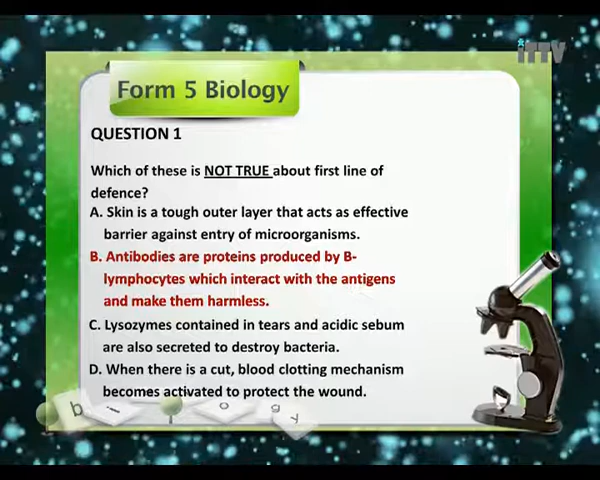 iTTV
Form 5 Biology
QUESTION 1
Which of these is NOT TRUE about first line of
defence?
A. Skin is a tough outer layer that acts as effective
barrier against entry of microorganisms.
B. Antibodies are proteins produced by B-
lymphocytes which interact with the antigens
and make them harmless.
C. Lysozymes contained in tears and acidic sebum
are also secreted to destroy bacteria.
D. When there is a cut, blood clotting mechanism
becomes activated to protect the wound.
b
o
g
y